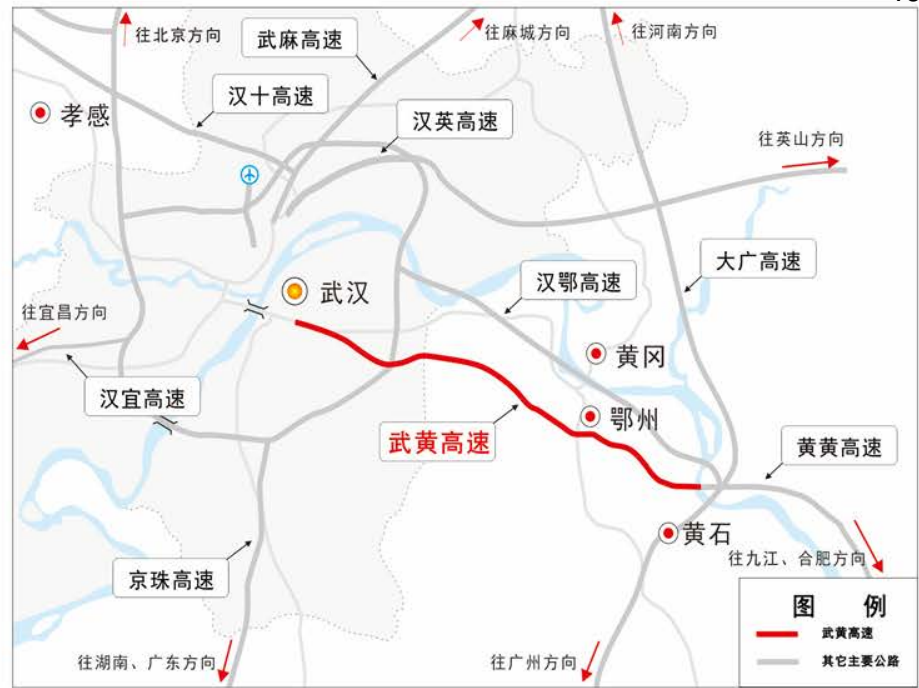 往北京方向
武麻高速
往麻城方向
往河南方向
汉十高速
孝感
汉英高速
往英山方向
大广高速
汉鄂高速
武汉
往宜昌方向
黄冈
汉宜高速
鄂州
武黄高速
黄黄高速
黄石
往九江、合肥方向
京珠高速
往湖南、广东方向
往广州方向
图 例
武黄高速
其它主要公路